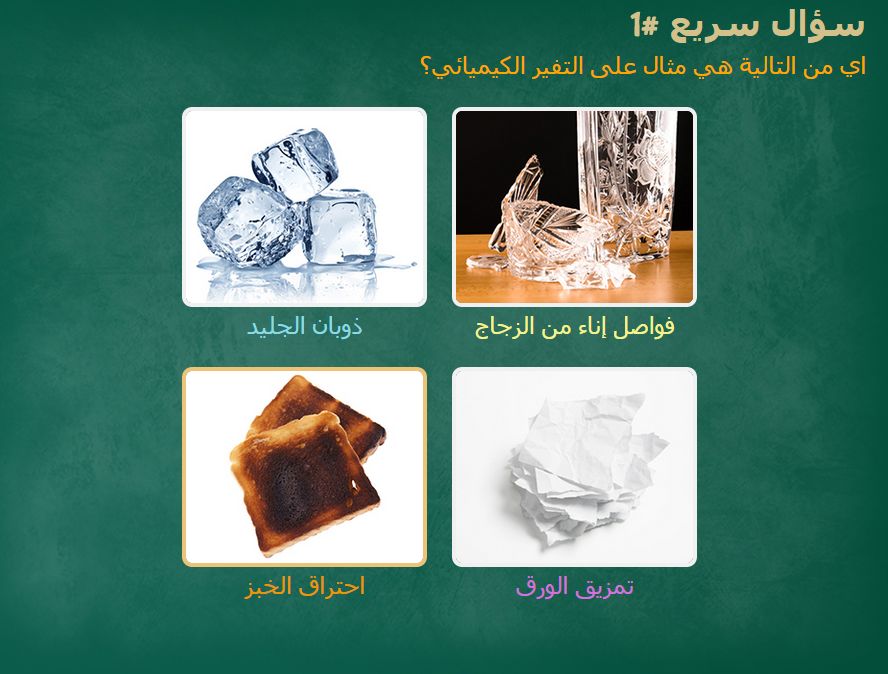 سؤال سريع #1
اي من التالية هي مثال على التفير الكيميائي؟
فواصل إناء من الزجاج
ذوبان الجليد
تمزيق الورق
احتراق الخبز